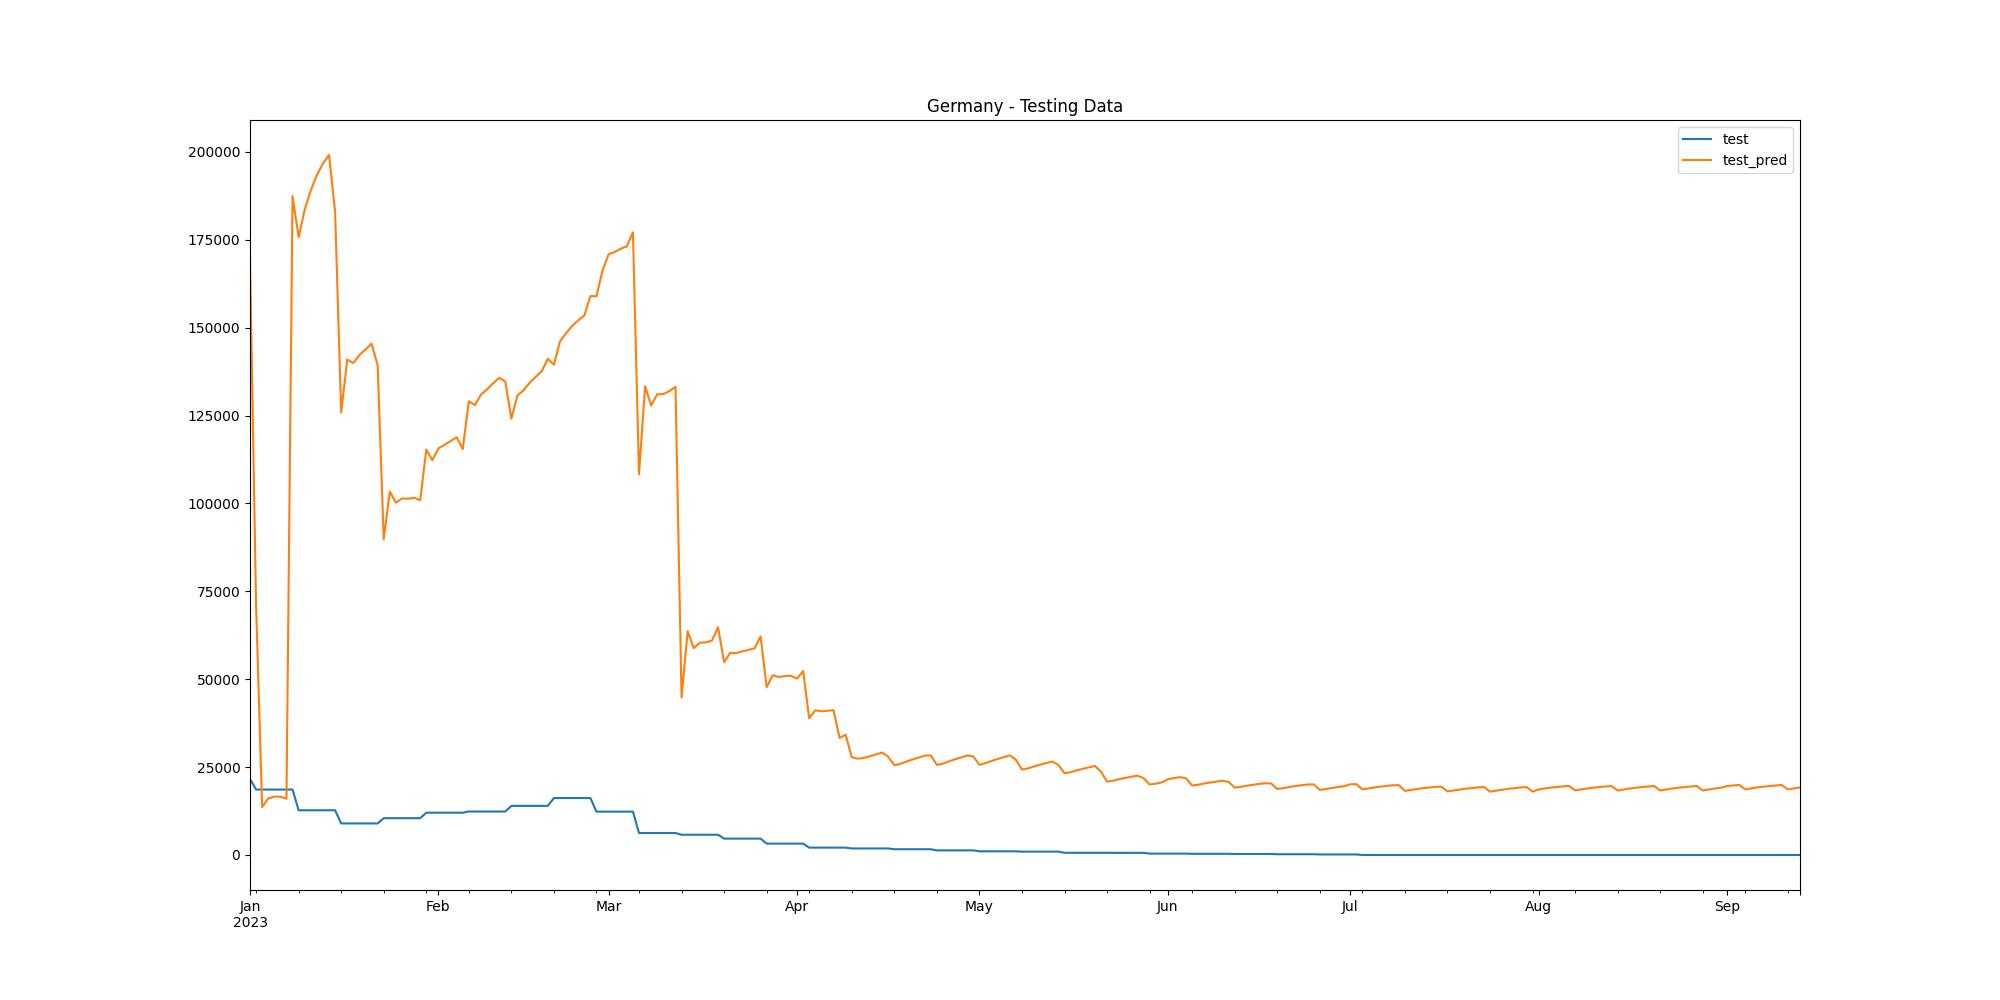 Germany - Testing Data
test
test_pred
200000
175000
150000
125000
100000
75000
50000
25000
0
Jan Feb Mar Apr May Jun Jul Aug Sep
2023